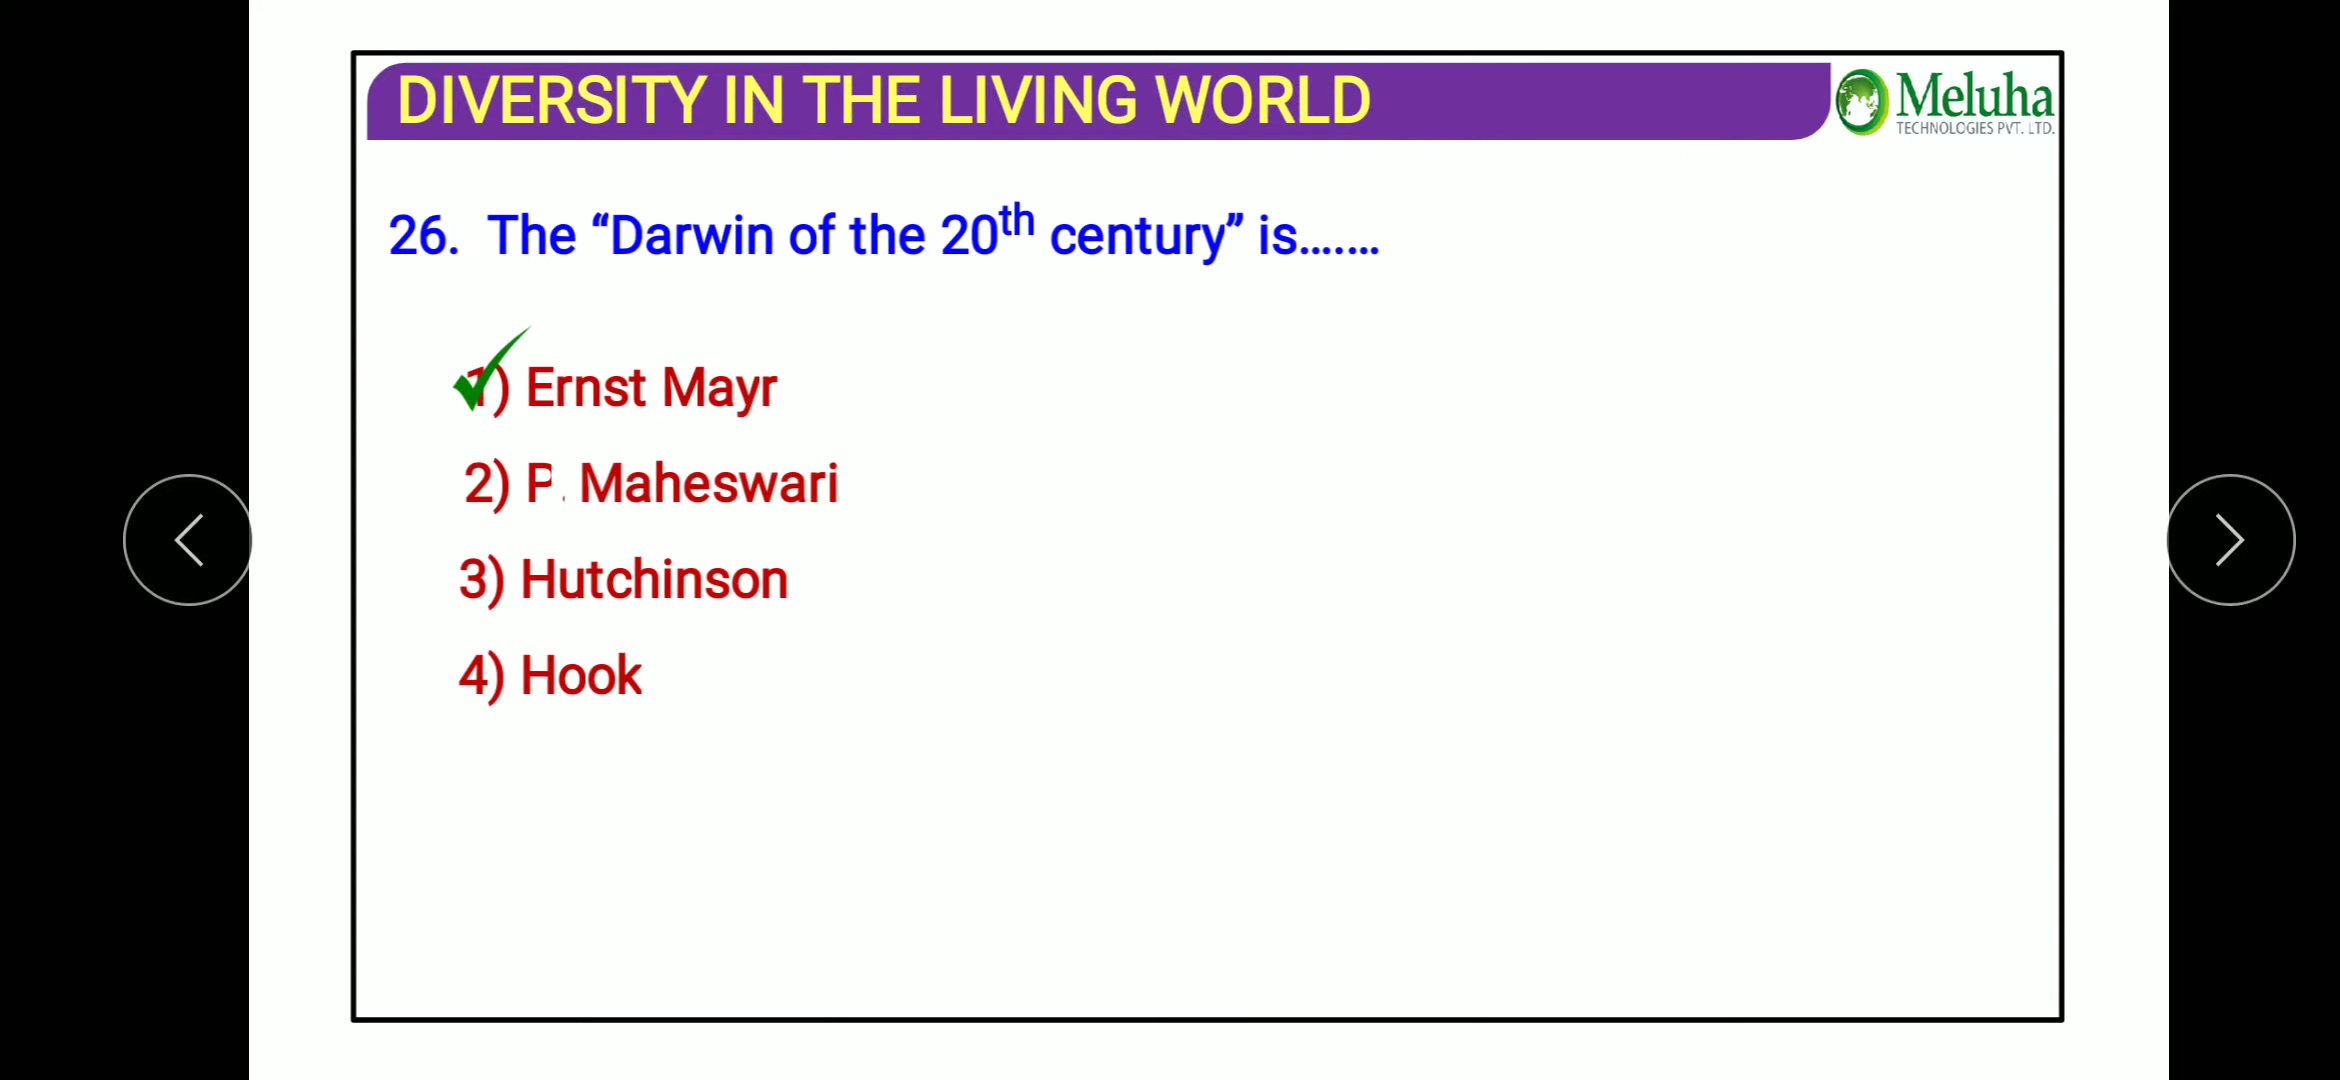 DIVERSITY IN THE LIVING WORLD
Meluha
TECHNOLOGIES PVT. LTD.
26. The “Darwin of the 20th century” is.......
1) Ernst Mayr
2) P. Maheswari
3) Hutchinson
4) Hook